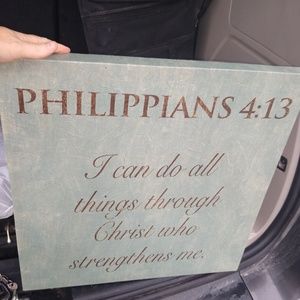 PHILIPPIANS 4:13
I can do all
things through
Christ who
strengthens me.